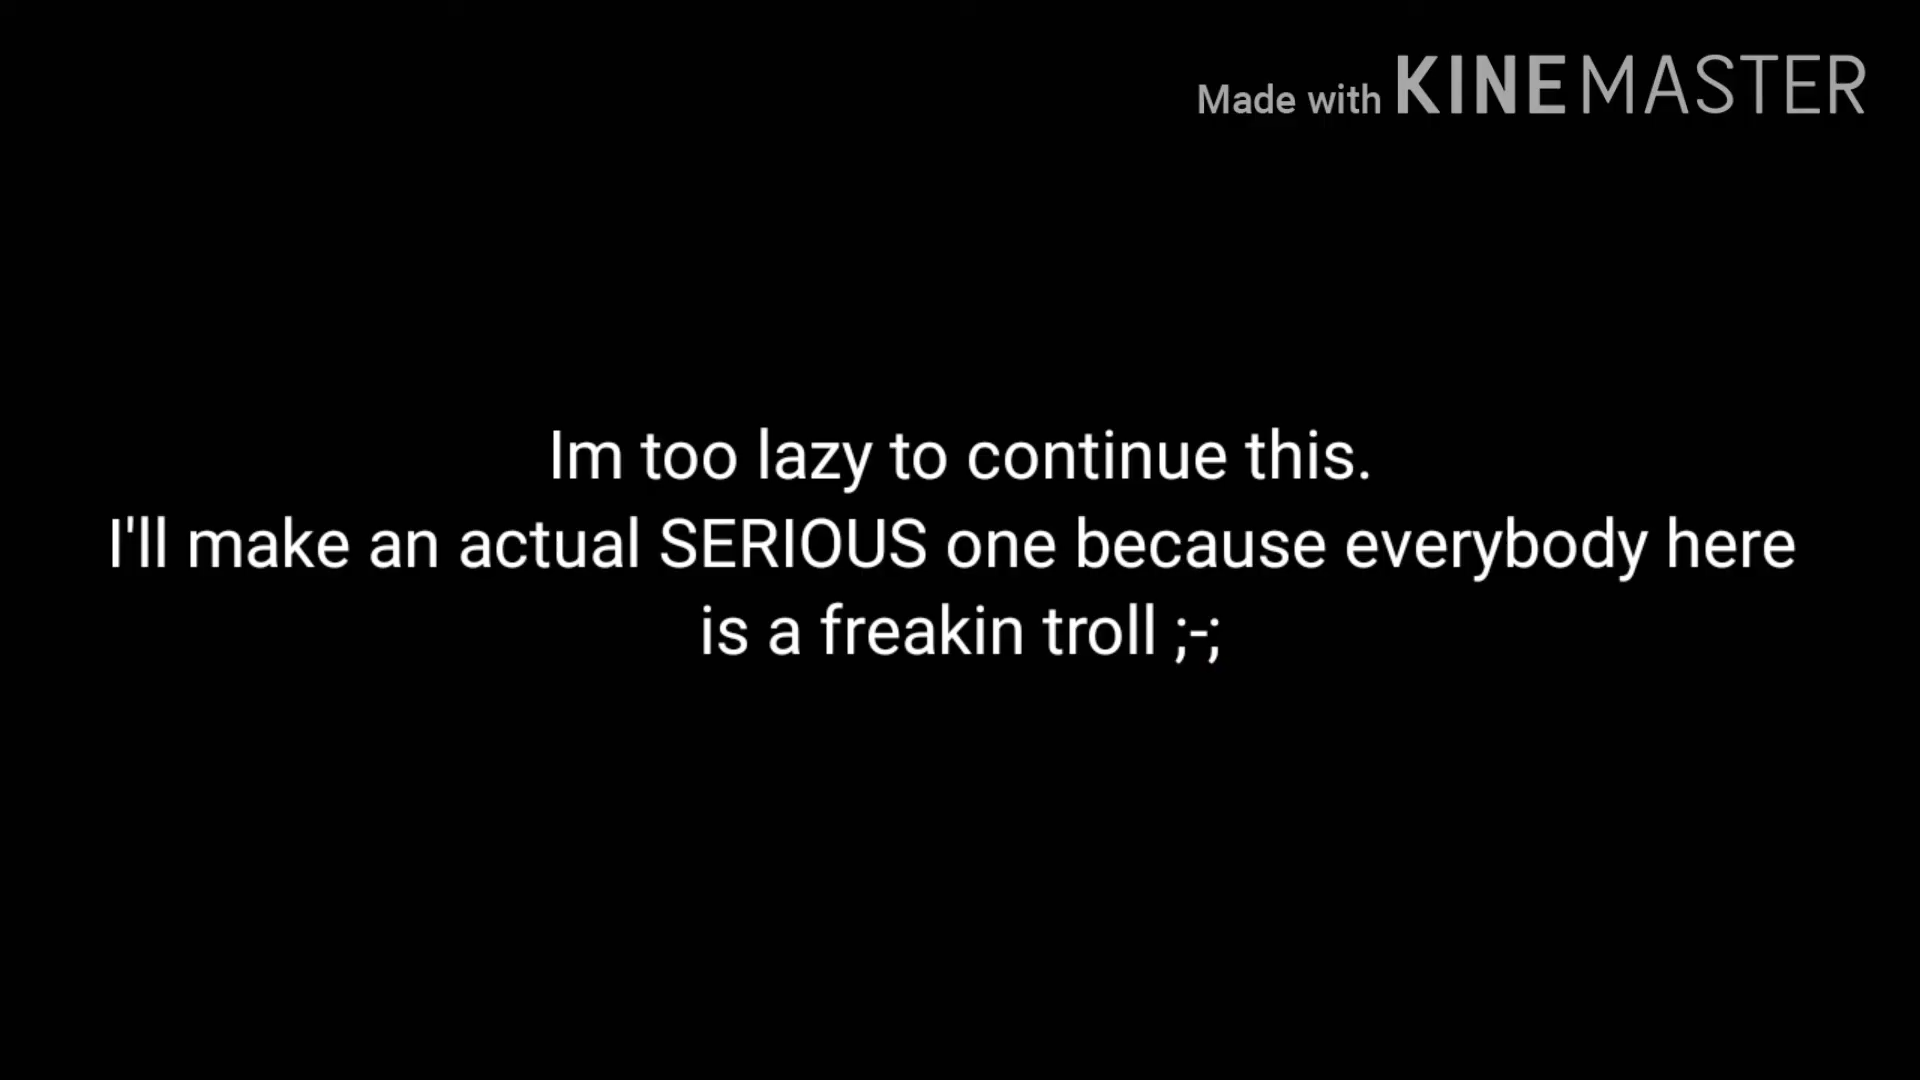 Made with KINEMASTER
Im too lazy to continue this.
I'll make an actual SERIOUS one because everybody here
is a freakin troll ;-;